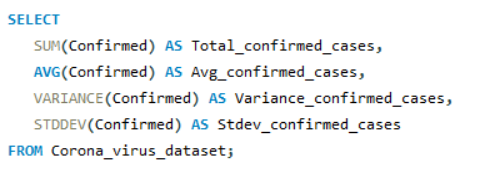 SELECT
SUM(Confirmed) AS Total_confirmed_cases,
AVG(Confirmed) AS Avg_confirmed_cases,
VARIANCE(Confirmed) AS Variance_confirmed_cases,
STDDEV(Confirmed) AS Stdev_confirmed_cases
FROM Corona_virus_dataset;